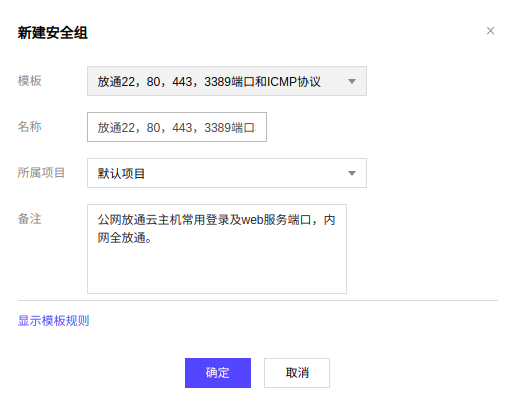 新建安全组
×
模板
放通22，80，443，3389端口和ICMP协议
名称
放通22，80，443，3389端口
所属项目
默认项目
备注
公网放通云主机常用登录及web服务端口，内
网全放通。
显示模板规则
确定
取消